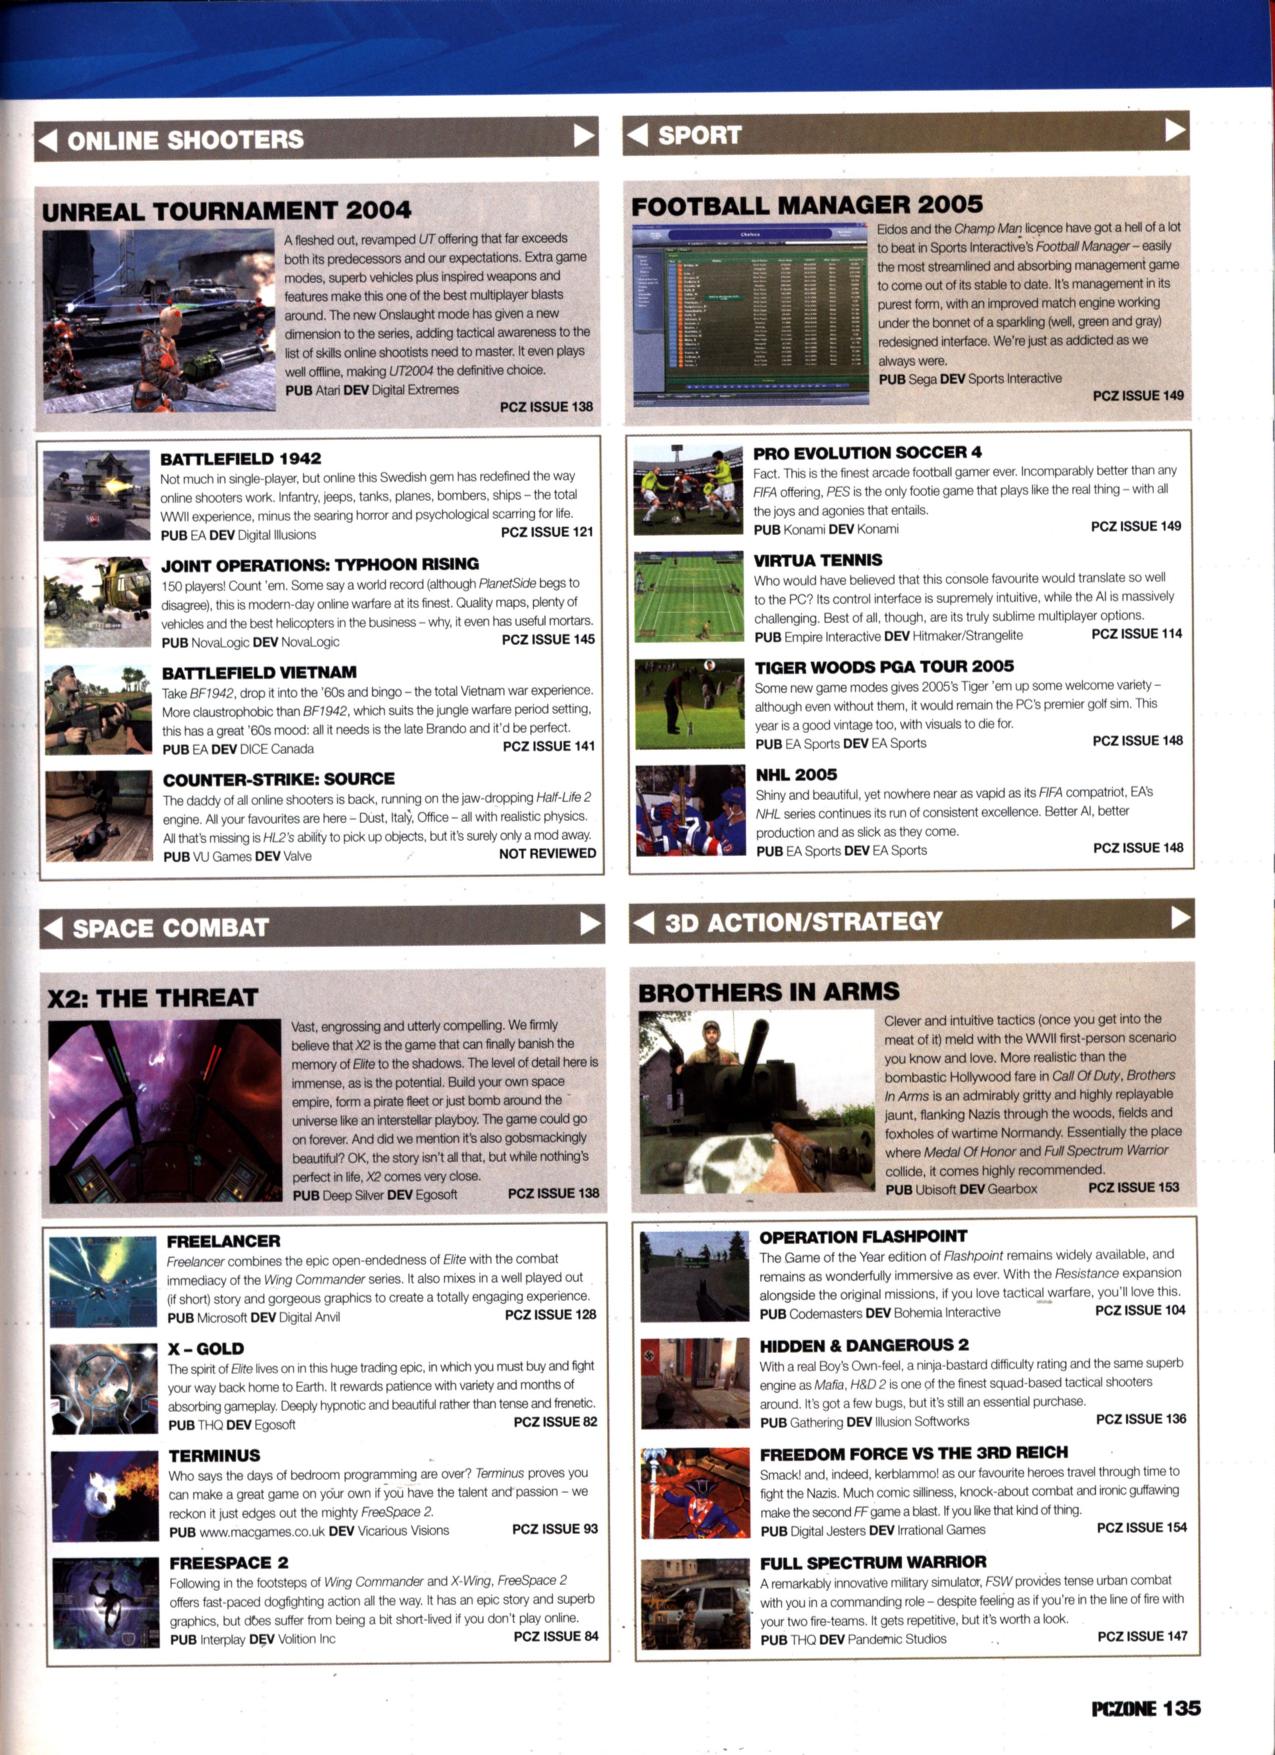 ONLINE SHOOTERS
UNREAL TOURNAMENT 2004
A fleshed out, revamped UT offering that far exceeds
both its predecessors and our expectations. Extra game
modes, superb vehicles plus inspired weapons and
features make this one of the best multiplayer blasts
around. The new Onslaught mode has given a new
dimension to the series, adding tactical awareness to the
list of skills online shootists need to master. It even plays
well offline, making UT2004 the definitive choice.
PUB Atari DEV Digital Extremes
PCZ ISSUE 138
BATTLEFIELD 1942
Not much in single-player, but online this Swedish gem has redefined the way
online shooters work. Infantry, jeeps, tanks, planes, bombers, ships – the total
WWII experience, minus the searing horror and psychological scarring for life.
PUB EA DEV Digital Illusions PCZ ISSUE 121
JOINT OPERATIONS: TYPHOON RISING
150 players! Count 'em. Some say a world record (although PlanetSide begs to
disagree), this is modern-day online warfare at its finest. Quality maps, plenty of
vehicles and the best helicopters in the business – why, it even has useful mortars.
PUB NovaLogic DEV NovaLogic PCZ ISSUE 145
BATTLEFIELD VIETNAM
Take BF1942, drop it into the '60s and bingo – the total Vietnam war experience.
More claustrophobic than BF1942, which suits the jungle warfare period setting,
this has a great '60s mood: all it needs is the late Brando and it'd be perfect.
PUB EA DEV DICE Canada PCZ ISSUE 141
COUNTER-STRIKE: SOURCE
The daddy of all online shooters is back, running on the jaw-dropping Half-Life 2
engine. All your favourites are here – Dust, Italy, Office – all with realistic physics.
All that's missing is HL2's ability to pick up objects, but it's surely only a mod away.
PUB VU Games DEV Valve NOT REVIEWED
SPORT
FOOTBALL MANAGER 2005
Chelsea
Eidos and the Champ Man licence have got a hell of a lot
to beat in Sports Interactive's Football Manager – easily
the most streamlined and absorbing management game
to come out of its stable to date. It's management in its
purest form, with an improved match engine working
under the bonnet of a sparkling (well, green and gray)
redesigned interface. We're just as addicted as we
always were.
PUB Sega DEV Sports Interactive
PCZ ISSUE 149
PRO EVOLUTION SOCCER 4
Fact. This is the finest arcade football gamer ever. Incomparably better than any
FIFA offering, PES is the only footie game that plays like the real thing – with all
the joys and agonies that entails.
PUB Konami DEV Konami PCZ ISSUE 149
VIRTUA TENNIS
Who would have believed that this console favourite would translate so well
to the PC? Its control interface is supremely intuitive, while the AI is massively
challenging. Best of all, though, are its truly sublime multiplayer options.
PUB Empire Interactive DEV Hitmaker/Strangelite PCZ ISSUE 114
TIGER WOODS PGA TOUR 2005
Some new game modes gives 2005's Tiger 'em up some welcome variety –
although even without them, it would remain the PC's premier golf sim. This
year is a good vintage too, with visuals to die for.
PUB EA Sports DEV EA Sports PCZ ISSUE 148
NHL 2005
Shiny and beautiful, yet nowhere near as vapid as its FIFA compatriot, EA's
NHL series continues its run of consistent excellence. Better AI, better
production and as slick as they come.
PUB EA Sports DEV EA Sports PCZ ISSUE 148
SPACE COMBAT
X2: THE THREAT
Vast, engrossing and utterly compelling. We firmly
believe that X2 is the game that can finally banish the
memory of Elite to the shadows. The level of detail here is
immense, as is the potential. Build your own space
empire, form a pirate fleet or just bomb around the
universe like an interstellar playboy. The game could go
on forever. And did we mention it's also gobsmackingly
beautiful? OK, the story isn't all that, but while nothing's
perfect in life, X2 comes very close.
PUB Deep Silver DEV Egosoft PCZ ISSUE 138
FREELANCER
Freelancer combines the epic open-endedness of Elite with the combat
immediacy of the Wing Commander series. It also mixes in a well played out
(if short) story and gorgeous graphics to create a totally engaging experience.
PUB Microsoft DEV Digital Anvil PCZ ISSUE 128
X – GOLD
The spirit of Elite lives on in this huge trading epic, in which you must buy and fight
your way back home to Earth. It rewards patience with variety and months of
absorbing gameplay. Deeply hypnotic and beautiful rather than tense and frenetic.
PUB THQ DEV Egosoft PCZ ISSUE 82
TERMINUS
Who says the days of bedroom programming are over? Terminus proves you
can make a great game on your own if you have the talent and passion – we
reckon it just edges out the mighty FreeSpace 2.
PUB www.macgames.co.uk DEV Vicarious Visions PCZ ISSUE 93
FREESPACE 2
Following in the footsteps of Wing Commander and X-Wing, FreeSpace 2
offers fast-paced dogfighting action all the way. It has an epic story and superb
graphics, but does suffer from being a bit short-lived if you don't play online.
PUB Interplay DEV Volition Inc PCZ ISSUE 84
3D ACTION/STRATEGY
BROTHERS IN ARMS
Clever and intuitive tactics (once you get into the
meat of it) meld with the WWII first-person scenario
you know and love. More realistic than the
bombastic Hollywood fare in Call Of Duty, Brothers
In Arms is an admirably gritty and highly replayable
jaunt, flanking Nazis through the woods, fields and
foxholes of wartime Normandy. Essentially the place
where Medal Of Honor and Full Spectrum Warrior
collide, it comes highly recommended.
PUB Ubisoft DEV Gearbox PCZ ISSUE 153
OPERATION FLASHPOINT
The Game of the Year edition of Flashpoint remains widely available, and
remains as wonderfully immersive as ever. With the Resistance expansion
alongside the original missions, if you love tactical warfare, you'll love this.
PUB Codemasters DEV Bohemia Interactive PCZ ISSUE 104
HIDDEN & DANGEROUS 2
With a real Boy's Own-feel, a ninja-bastard difficulty rating and the same superb
engine as Mafia, H&D 2 is one of the finest squad-based tactical shooters
around. It's got a few bugs, but it's still an essential purchase.
PUB Gathering DEV Illusion Softworks PCZ ISSUE 136
FREEDOM FORCE VS THE 3RD REICH
Smack! and, indeed, kerblammo! as our favourite heroes travel through time to
fight the Nazis. Much comic silliness, knock-about combat and ironic guffawing
make the second FF game a blast. If you like that kind of thing.
PUB Digital Jesters DEV Irrational Games PCZ ISSUE 154
FULL SPECTRUM WARRIOR
A remarkably innovative military simulator, FSW provides tense urban combat
with you in a commanding role – despite feeling as if you're in the line of fire with
your two fire-teams. It gets repetitive, but it's worth a look.
PUB THQ DEV Pandemic Studios PCZ ISSUE 147
PCZONE 135